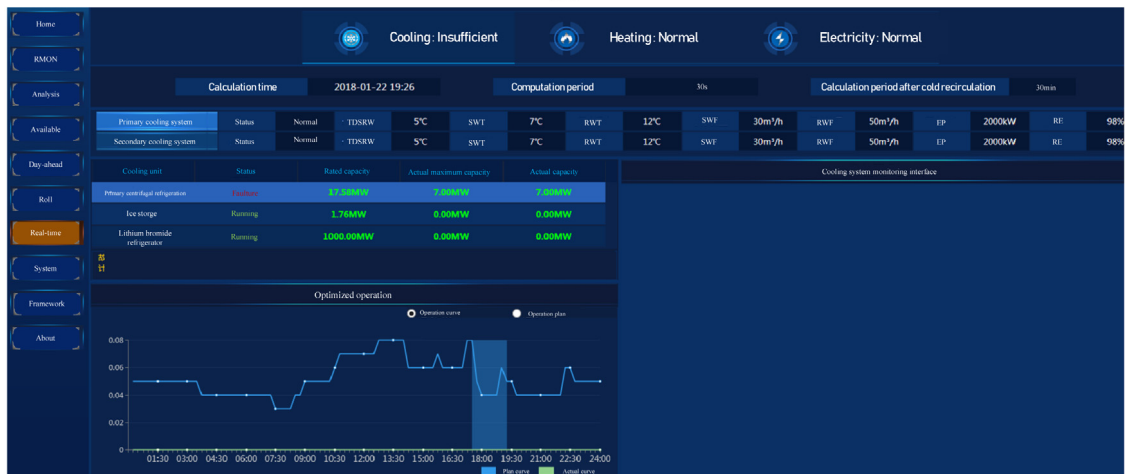 Home
RMON
Analysis
Available
Day-ahead
Roll
Real-time
System
Framework
About
Cooling: Insufficient Heating: Normal Electricity: Normal
Calculation time 2018-01-22 19:26 Computation period 30s Calculation period after cold recirculation 30min
Primary cooling system Status Normal TDSRW 5℃ SWT 7℃ RWT 12℃ SWF 30m³/h RWF 50m³/h EP 2000kW RE 98%
Secondary cooling system Status Normal TDSRW 5℃ SWT 7℃ RWT 12℃ SWF 30m³/h RWF 50m³/h EP 2000kW RE 98%
Cooling unit Status Rated capacity Actual maximum capacity Actual capacity
Primary centrifugal refrigeration 17.58MW 7.00MW 7.00MW
Ice storge Running 1.76MW 0.00MW 0.00MW
Lithium bromide
refrigerator Running 1000.00MW 0.00MW 0.00MW
Cooling system monitoring interface
Optimized operation
Operation curve Operation plan
0.08
0.06
0.04
0.02
0
01:30 03:00 04:30 06:00 07:30 09:00 10:30 12:00 13:30 15:00 16:30 18:00 19:30 21:00 22:30 24:00
Plan curve Actual curve